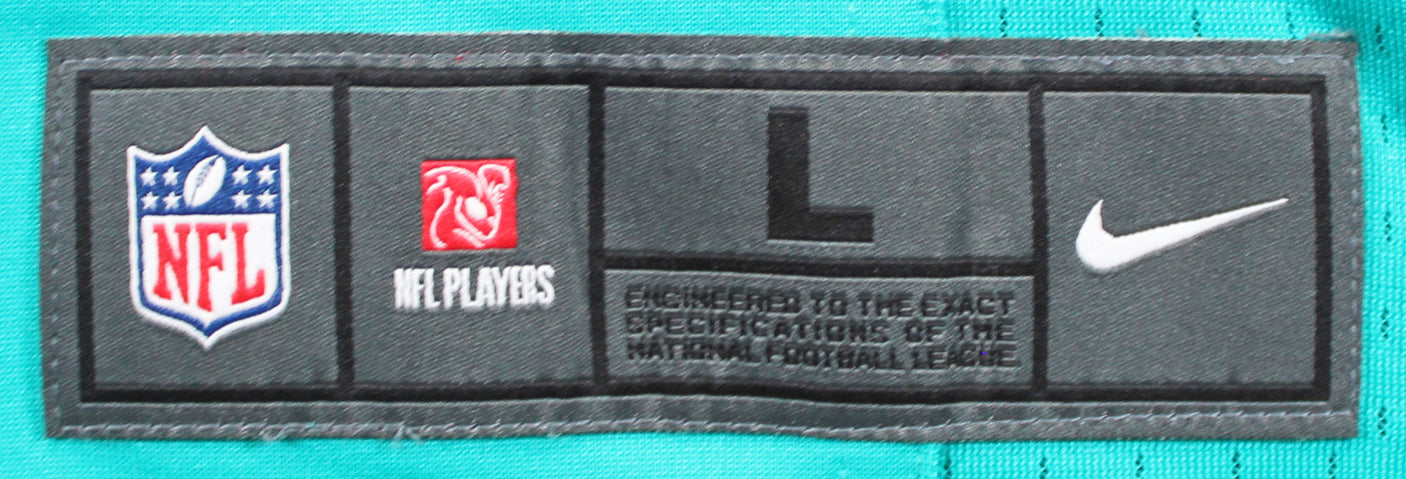 NFL
NFL PLAYERS
L
ENGINEERED TO THE EXACT
SPECIFICATIONS OF THE
NATIONAL FOOTBALL LEAGUE